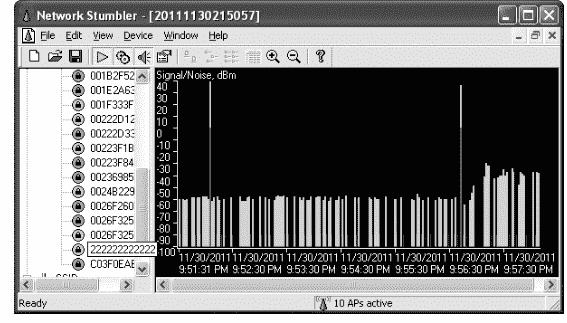 Network Stumbler - [20111130215057]
File Edit View Device Window Help
001B2F52
001E2A63
001F333F
00222D12
00222D33
00223F1B
00223F84
00236985
0024B229
0026F260
0026F325
0026F325
222222222222
C03F0EAE
SSID
Signal/Noise, dBm
40
30
20
10
0
-10
-20
-30
-40
-50
-60
-70
-80
-90
-100
11/30/2011 11/30/2011 11/30/2011 11/30/2011 11/30/2011 11/30/2011 11/30/2011
9:51:31 PM 9:52:30 PM 9:53:30 PM 9:54:30 PM 9:55:30 PM 9:56:30 PM 9:57:30 PM
Ready
10 APs active